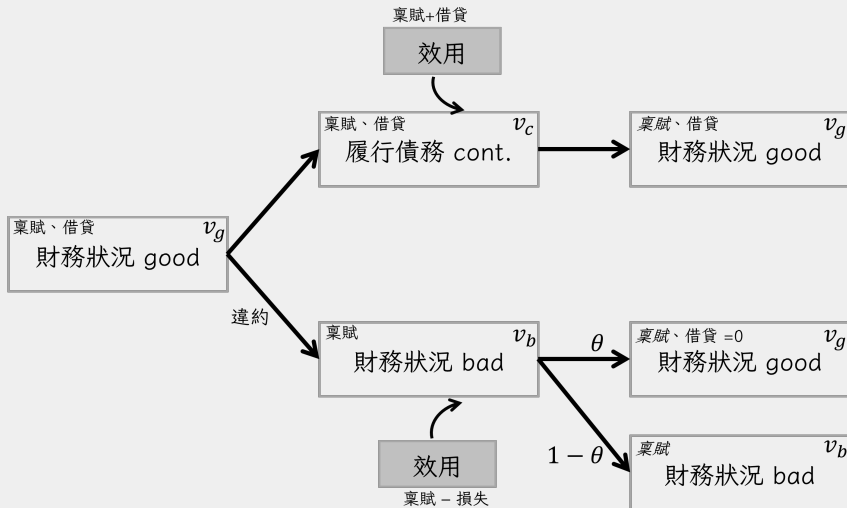 稟賦+借貸
效用
稟賦、借貸
v_c
履行債務 cont.
稟賦、借貸
v_g
財務狀況 good
稟賦、借貸
v_g
財務狀況 good
違約
稟賦
v_b
財務狀況 bad
θ
稟賦、借貸 =0
v_g
財務狀況 good
1 − θ
稟賦
v_b
財務狀況 bad
效用
稟賦 – 損失